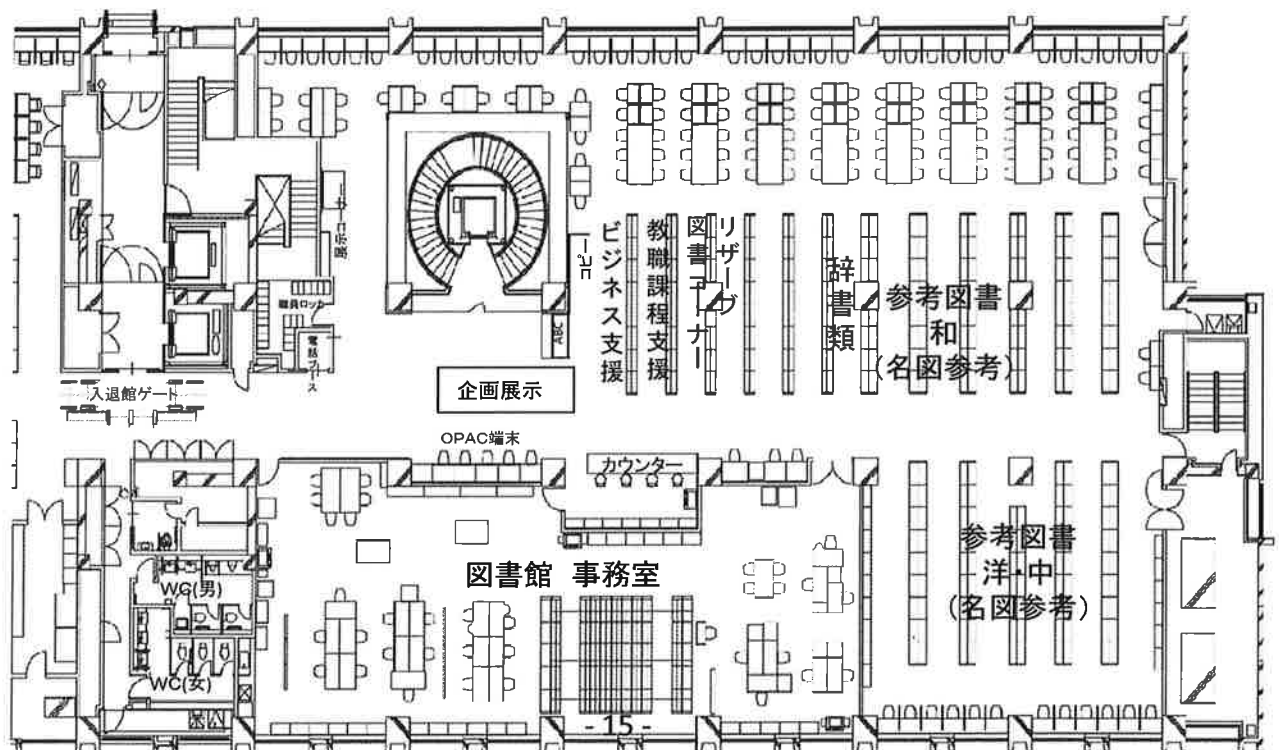 展示コーナー
コピー
ビジネス支援
教職課程支援
リザーブ
図書コーナー
辞書類
参考図書
和
(名図参考)
職員ロッカー
電話ブース
ABC
企画展示
入退館ゲート
OPAC端末
カウンター
図書館 事務室
参考図書
洋・中
(名図参考)
WC(男)
WC(女)
- 15 -